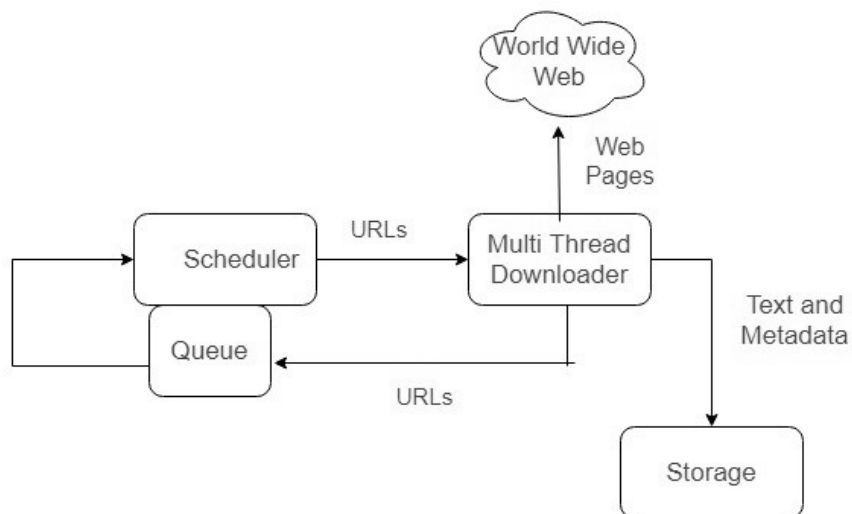 World Wide
Web
Web
Pages
URLs
Scheduler
Multi Thread
Downloader
Text and
Metadata
Queue
URLs
Storage